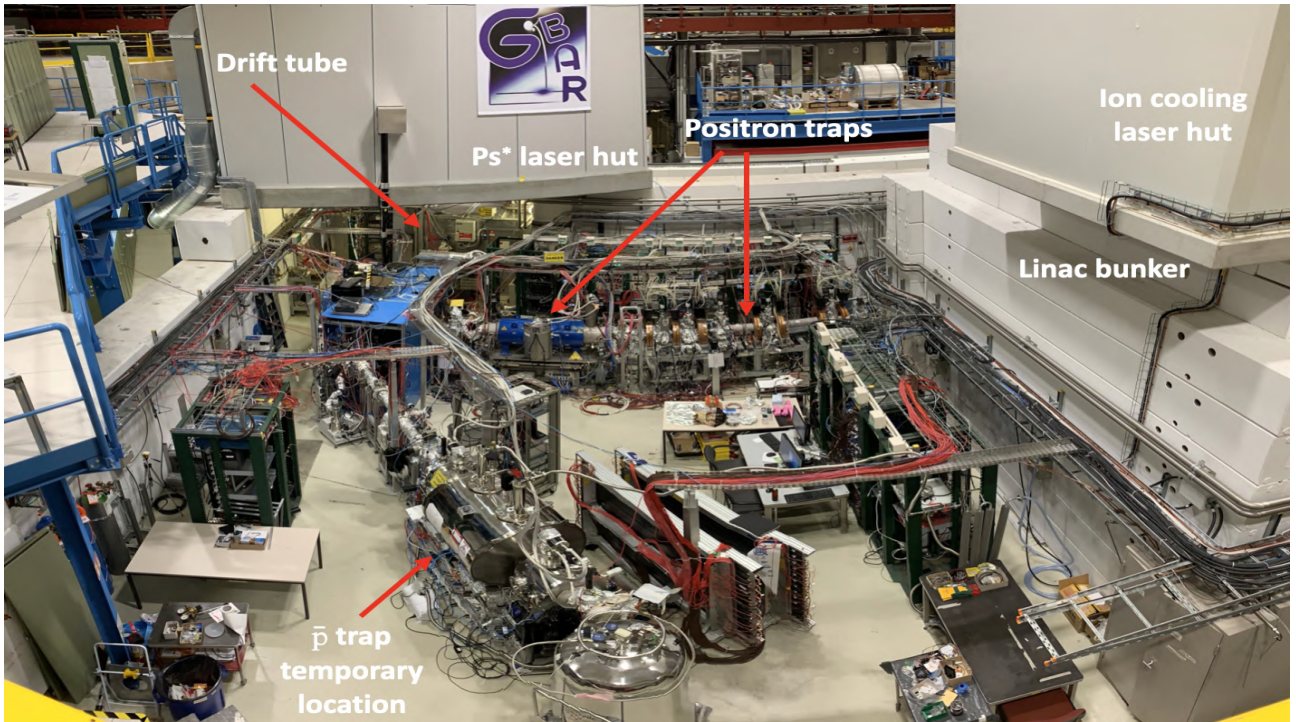 GBAR
Drift tube
Ps* laser hut
Positron traps
Ion cooling
laser hut
Linac bunker
p̄ trap
temporary
location